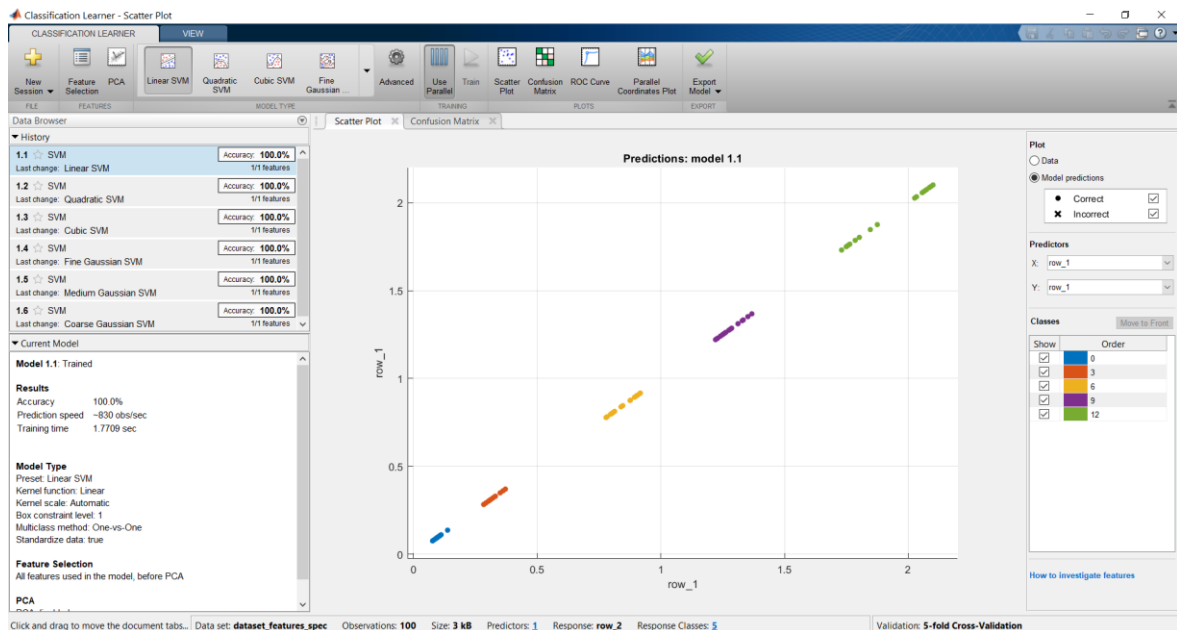 Classification Learner - Scatter Plot
CLASSIFICATION LEARNER
VIEW
New
Session
Feature
Selection
PCA
Linear SVM
Quadratic
SVM
Cubic SVM
Fine
Gaussian ...
Advanced
Use
Parallel
Train
Scatter
Plot
Confusion
Matrix
ROC Curve
Parallel
Coordinates Plot
Export
Model
FILE
FEATURES
MODEL TYPE
TRAINING
PLOTS
EXPORT
Data Browser
History
1.1 ☆ SVM Accuracy: 100.0%
Last change: Linear SVM 1/1 features
1.2 ☆ SVM Accuracy: 100.0%
Last change: Quadratic SVM 1/1 features
1.3 ☆ SVM Accuracy: 100.0%
Last change: Cubic SVM 1/1 features
1.4 ☆ SVM Accuracy: 100.0%
Last change: Fine Gaussian SVM 1/1 features
1.5 ☆ SVM Accuracy: 100.0%
Last change: Medium Gaussian SVM 1/1 features
1.6 ☆ SVM Accuracy: 100.0%
Last change: Coarse Gaussian SVM 1/1 features
Current Model
Model 1.1: Trained
Results
Accuracy 100.0%
Prediction speed ~830 obs/sec
Training time 1.7709 sec
Model Type
Preset: Linear SVM
Kernel function: Linear
Kernel scale: Automatic
Box constraint level: 1
Multiclass method: One-vs-One
Standardize data: true
Feature Selection
All features used in the model, before PCA
PCA
Scatter Plot
Confusion Matrix
Predictions: model 1.1
2
1.5
1
0.5
0
row_1
0 0.5 1 1.5 2
row_1
Plot
Data
Model predictions
Correct
Incorrect
Predictors
X: row_1
Y: row_1
Classes
Move to Front
Show Order
0
3
6
9
12
How to investigate features
Click and drag to move the document tabs...
Data set: dataset_features_spec Observations: 100 Size: 3 kB Predictors: 1 Response: row_2 Response Classes: 5
Validation: 5-fold Cross-Validation